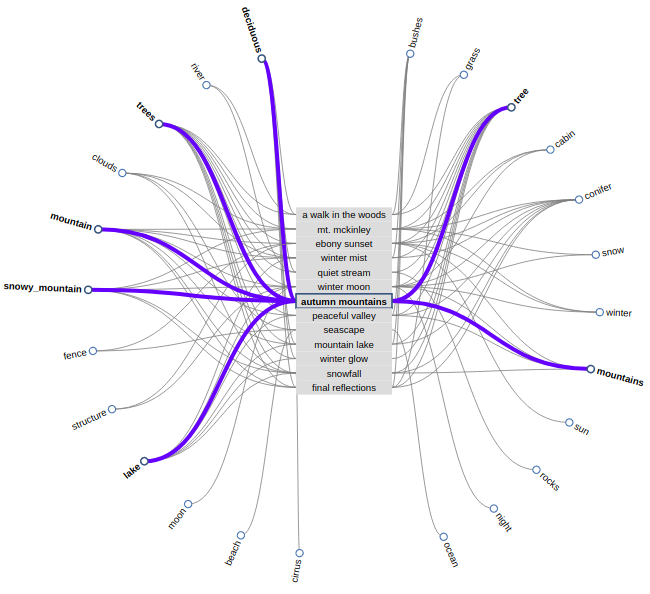 deciduous
bushes
river
grass
trees
tree
clouds
cabin
mountain
conifer
snowy_mountain
snow
fence
winter
structure
mountains
lake
sun
moon
rocks
beach
night
cirrus
ocean
a walk in the woods
mt. mckinley
ebony sunset
winter mist
quiet stream
winter moon
autumn mountains
peaceful valley
seascape
mountain lake
winter glow
snowfall
final reflections